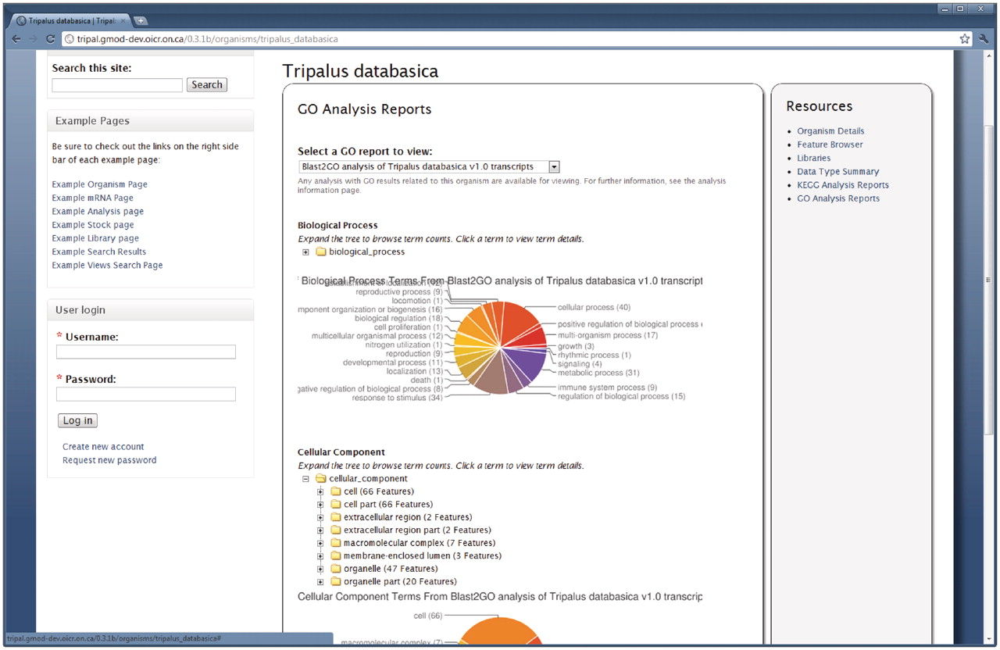 Tripalus databasica | Tripal
tripal.gmod-dev.oicr.on.ca/0.3.1b/organisms/tripalus_databasica
Search this site:
Search
Example Pages
Be sure to check out the links on the right side
bar of each example page:
Example Organism Page
Example mRNA Page
Example Analysis page
Example Stock page
Example Library page
Example Search Results
Example Views Search Page
User login
* Username:
* Password:
Log in
Create new account
Request new password
Tripalus databasica
GO Analysis Reports
Select a GO report to view:
Blast2GO analysis of Tripalus databasica v1.0 transcripts
Any analysis with GO results related to this organism are available for viewing. For further information, see the analysis
information page.
Biological Process
Expand the tree to browse term counts. Click a term to view term details.
biological_process
Biological Process Terms From Blast2GO analysis of Tripalus databasica v1.0 transcript
reproductive process (9)
locomotion (1)
mponent organization or biogenesis (16)
biological regulation (18)
cell proliferation (1)
multicellular organismal process (12)
nitrogen utilization (1)
reproduction (9)
developmental process (11)
localization (13)
death (1)
gative regulation of biological process (8)
response to stimulus (34)
cellular process (40)
positive regulation of biological process
multi-organism process (17)
growth (3)
rhythmic process (1)
signaling (4)
metabolic process (31)
immune system process (9)
regulation of biological process (15)
Cellular Component
Expand the tree to browse term counts. Click a term to view term details.
cellular_component
cell (66 Features)
cell part (66 Features)
extracellular region (2 Features)
extracellular region part (2 Features)
macromolecular complex (7 Features)
membrane-enclosed lumen (3 Features)
organelle (47 Features)
organelle part (20 Features)
Cellular Component Terms From Blast2GO analysis of Tripalus databasica v1.0 transcrip
cell (66)
macromolecular complex (7)
Resources
Organism Details
Feature Browser
Libraries
Data Type Summary
KEGG Analysis Reports
GO Analysis Reports
tripal.gmod-dev.oicr.on.ca/0.3.1b/organisms/tripalus_databasica#